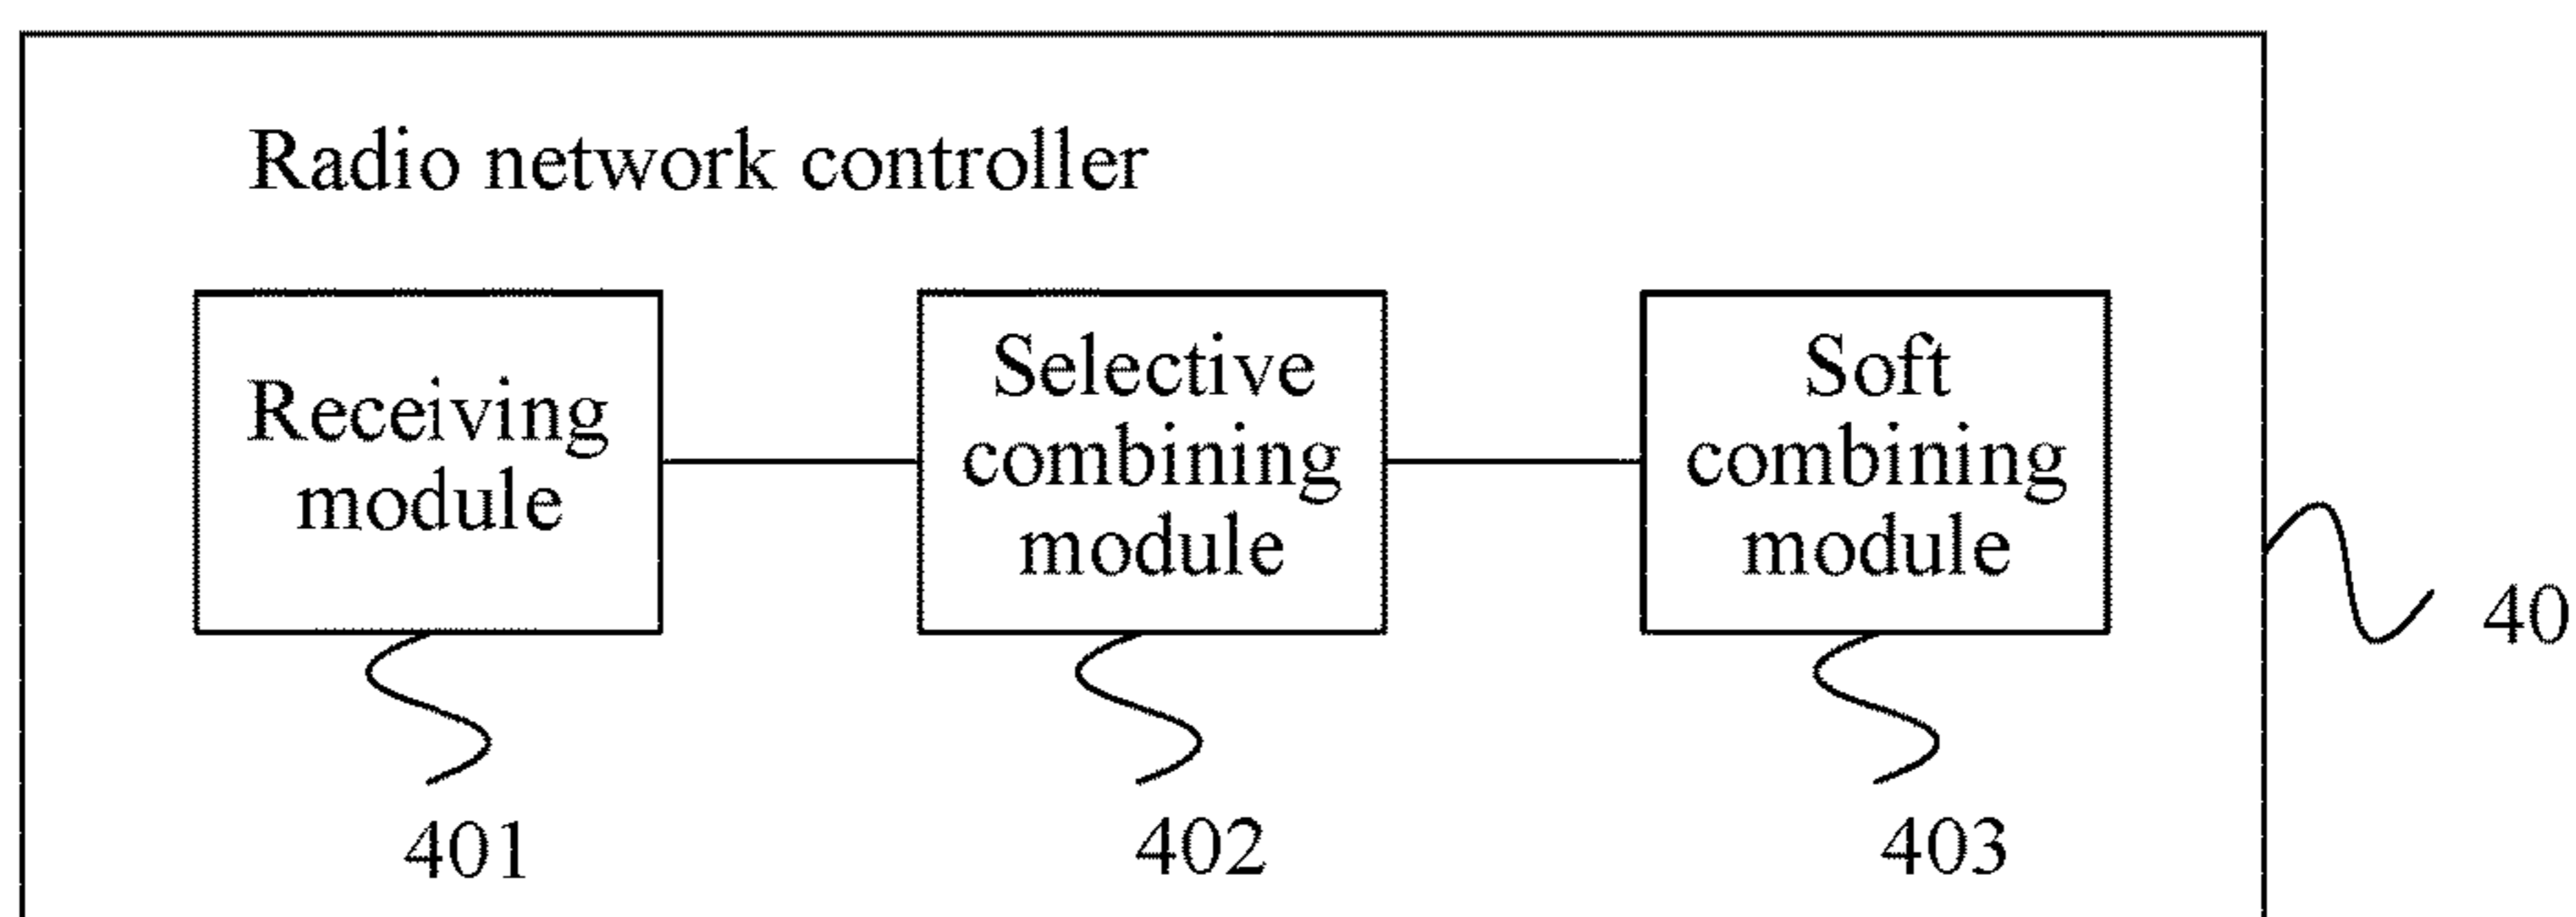 Radio network controller
Receiving
module
Selective
combining
module
Soft
combining
module
40
401
402
403